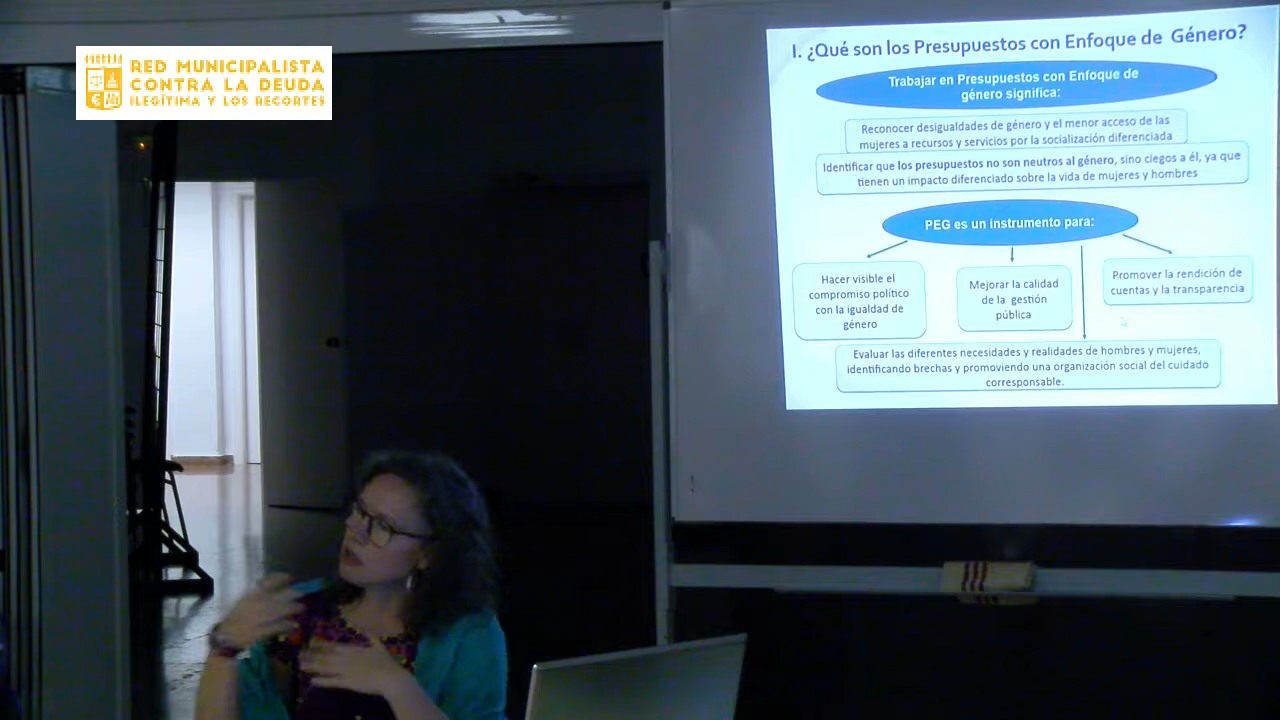 RED MUNICIPALISTA
CONTRA LA DEUDA
ILEGÍTIMA Y LOS RECORTES
I. ¿Qué son los Presupuestos con Enfoque de Género?
Trabajar en Presupuestos con Enfoque de
género significa:
Reconocer desigualdades de género y el menor acceso de las
mujeres a recursos y servicios por la socialización diferenciada
Identificar que los presupuestos no son neutros al género, sino ciegos a él, ya que
tienen un impacto diferenciado sobre la vida de mujeres y hombres
PEG es un instrumento para:
Hacer visible el
compromiso político
con la igualdad de
género
Mejorar la calidad
de la gestión
pública
Promover la rendición de
cuentas y la transparencia
Evaluar las diferentes necesidades y realidades de hombres y mujeres,
identificando brechas y promoviendo una organización social del cuidado
corresponsable.